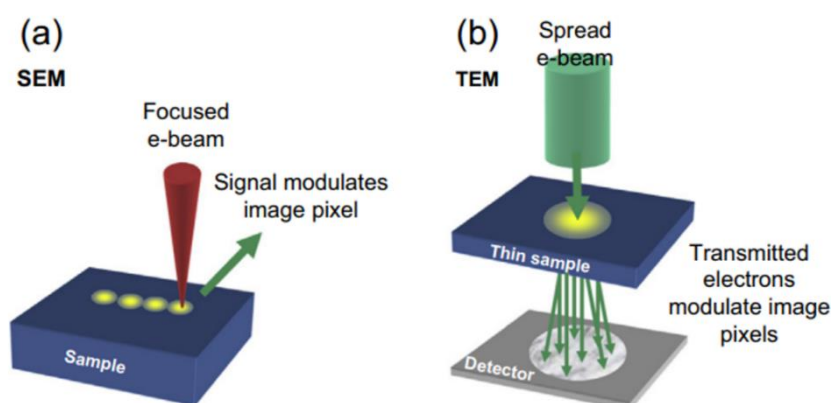 (a)
SEM
Focused
e-beam
Signal modulates
image pixel
Sample
(b)
TEM
Spread
e-beam
Thin sample
Transmitted
electrons
modulate image
pixels
Detector